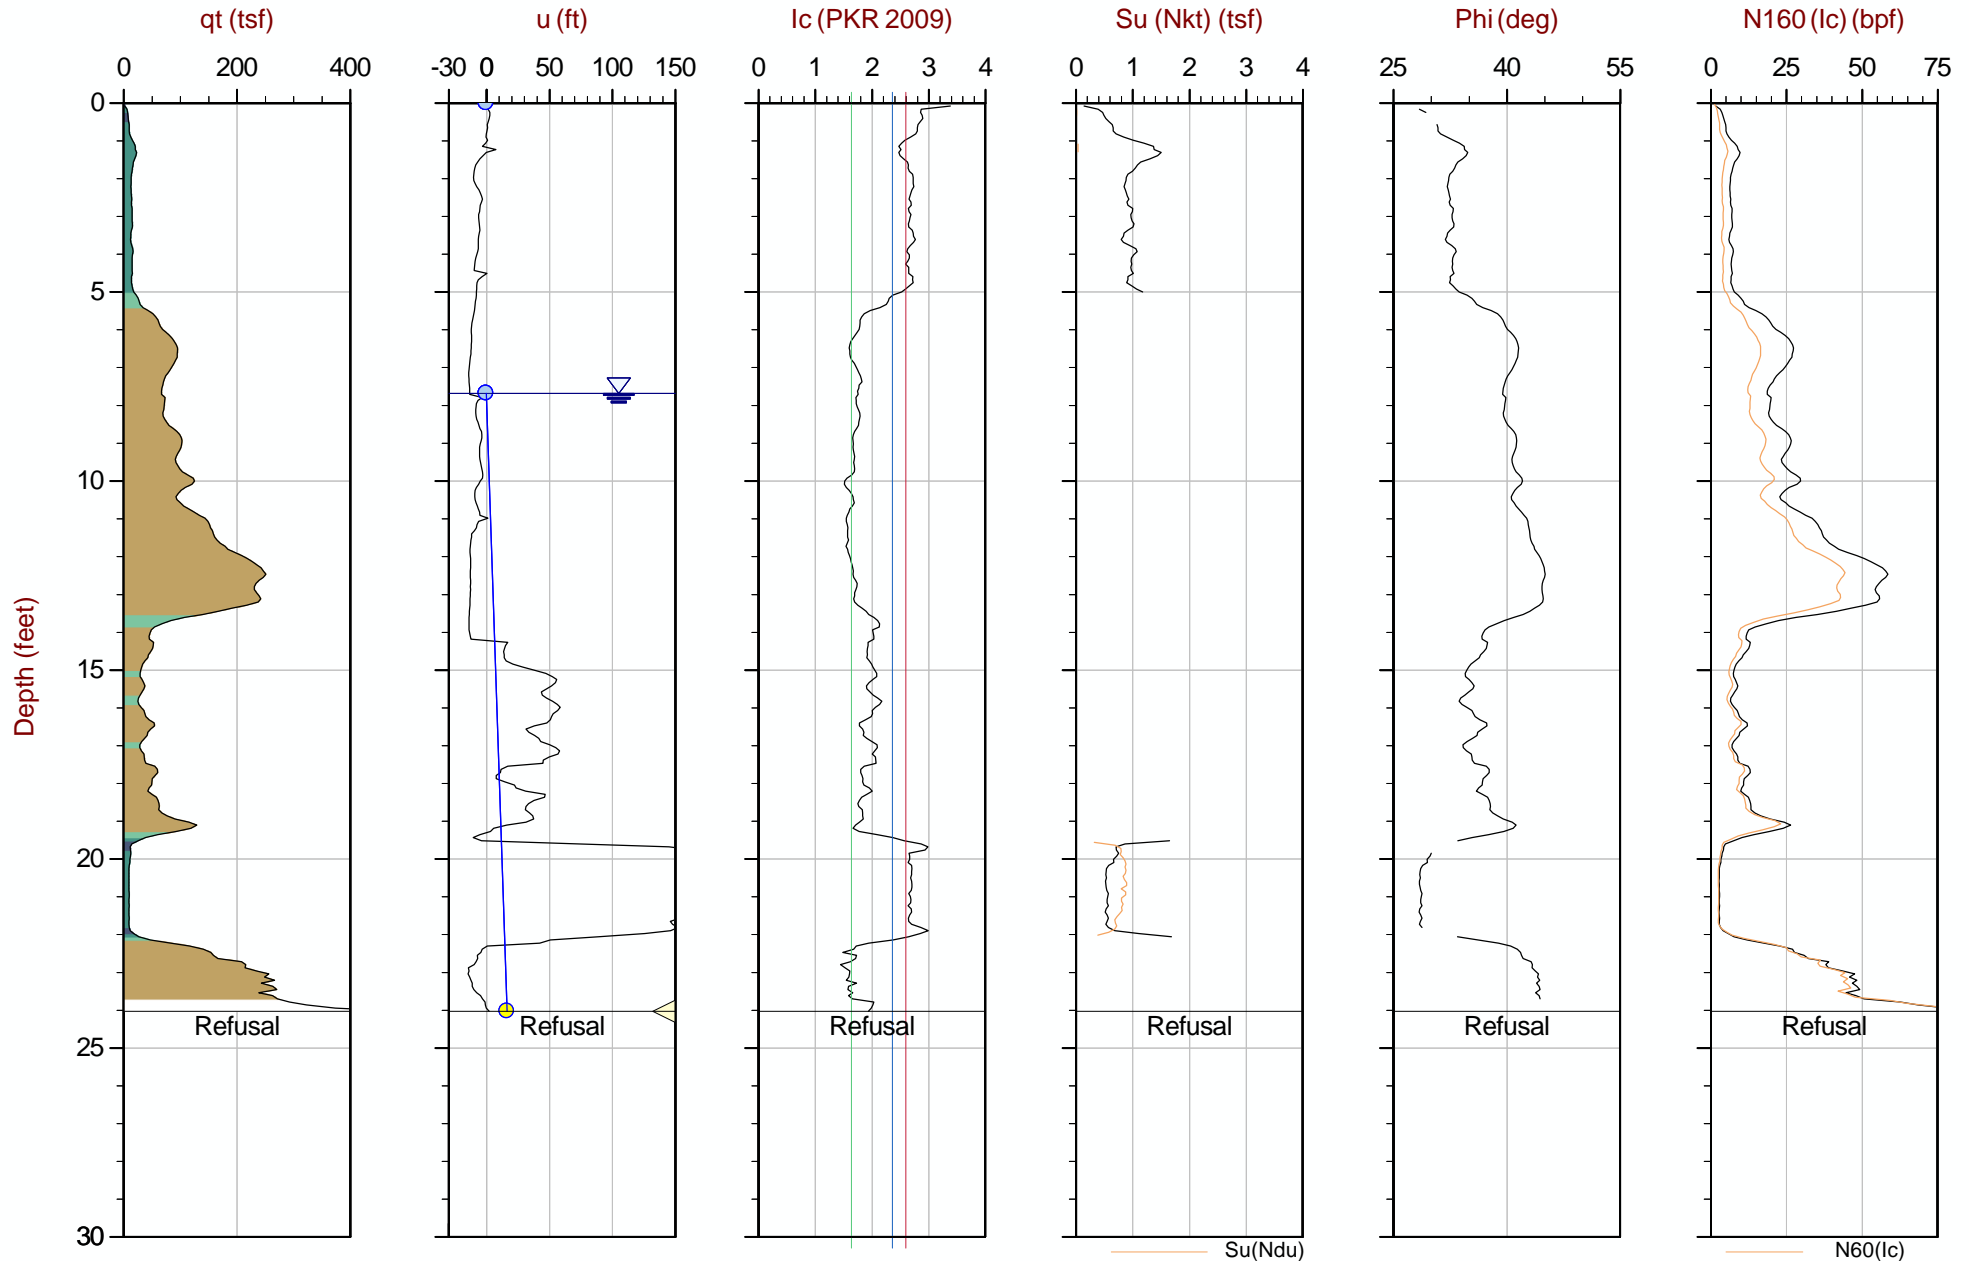 qt (tsf) u (ft) Ic (PKR 2009) Su (Nkt) (tsf) Phi (deg) N160 (Ic) (bpf)
0 200 400 -30 0 50 100 150 0 1 2 3 4 0 1 2 3 4 25 40 55 0 25 50 75
0
5
10
15
20
25
30
Depth (feet)
Refusal Refusal Refusal Refusal Refusal Refusal
Su(Ndu) N60(Ic)